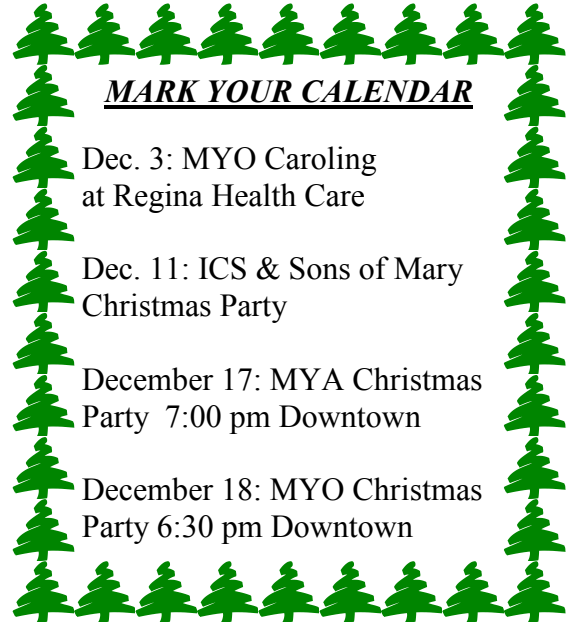 MARK YOUR CALENDAR
Dec. 3: MYO Caroling
at Regina Health Care
Dec. 11: ICS & Sons of Mary
Christmas Party
December 17: MYA Christmas
Party  7:00 pm Downtown
December 18: MYO Christmas
Party 6:30 pm Downtown